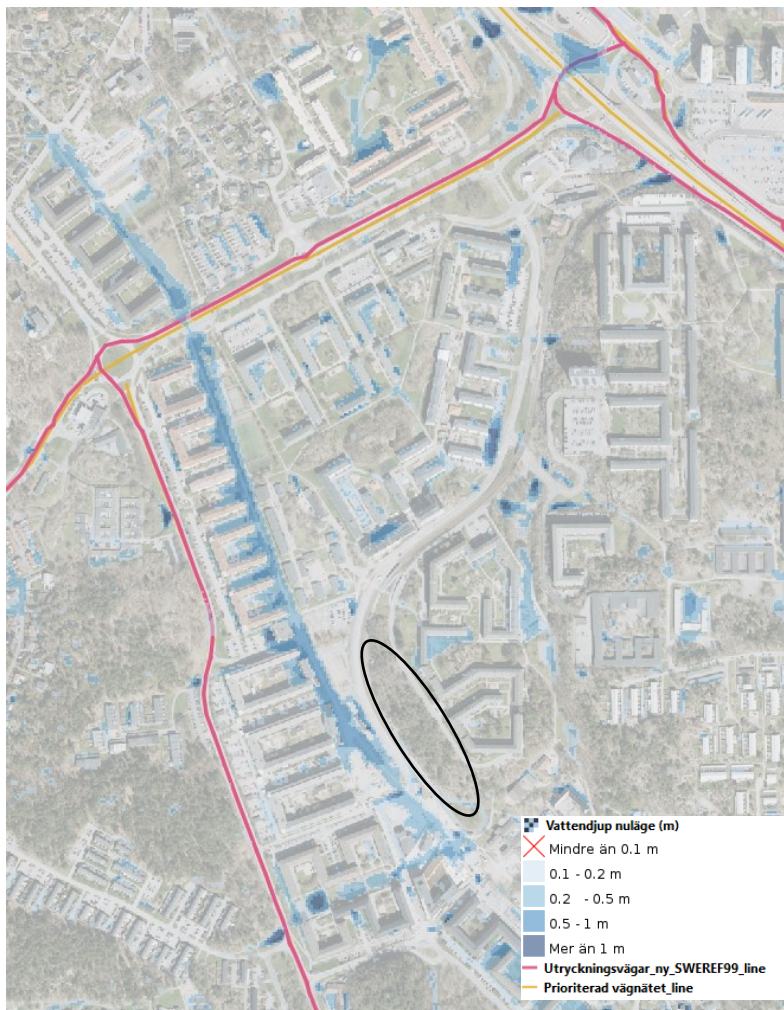 Vattendjup nuläge (m)
Mindre än 0.1 m
0.1 - 0.2 m
0.2 - 0.5 m
0.5 - 1 m
Mer än 1 m
Utryckningsvägar_ny_SWEREF99_line
Prioriterad vägnätet_line